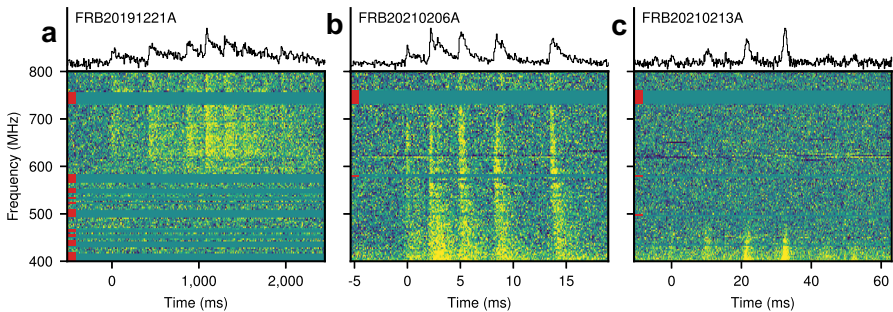 a FRB20191221A
b FRB20210206A
c FRB20210213A
800
700
600
500
400
Frequency (MHz)
0 1,000 2,000
-5 0 5 10 15
0 20 40 60
Time (ms) Time (ms) Time (ms)